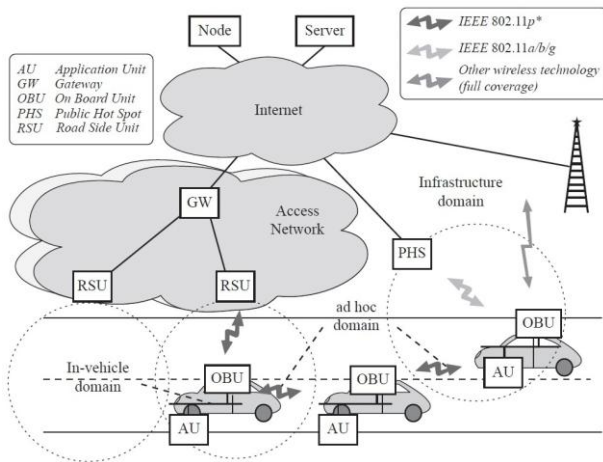 Node
Server
IEEE 802.11p*
IEEE 802.11a/b/g
Other wireless technology
(full coverage)
AU Application Unit
GW Gateway
OBU On Board Unit
PHS Public Hot Spot
RSU Road Side Unit
Internet
Infrastructure
domain
GW
Access
Network
PHS
RSU
RSU
ad hoc
domain
OBU
In-vehicle
domain
OBU
OBU
AU
AU
AU